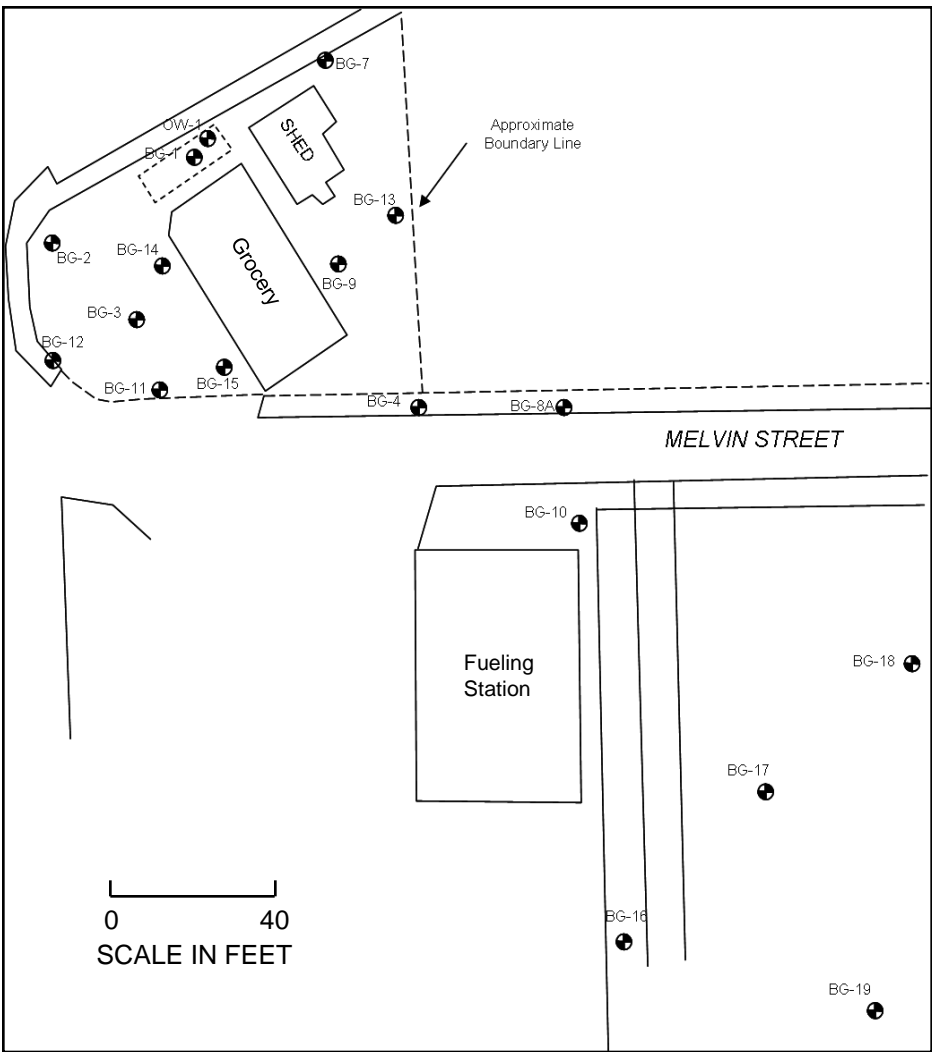 BG-7
OW-1
BG-1
SHED
Approximate
Boundary Line
BG-13
BG-2
BG-14
Grocery
BG-9
BG-3
BG-12
BG-11
BG-15
BG-4
BG-8A
MELVIN STREET
BG-10
Fueling
Station
BG-18
BG-17
BG-16
BG-19
0
40
SCALE IN FEET